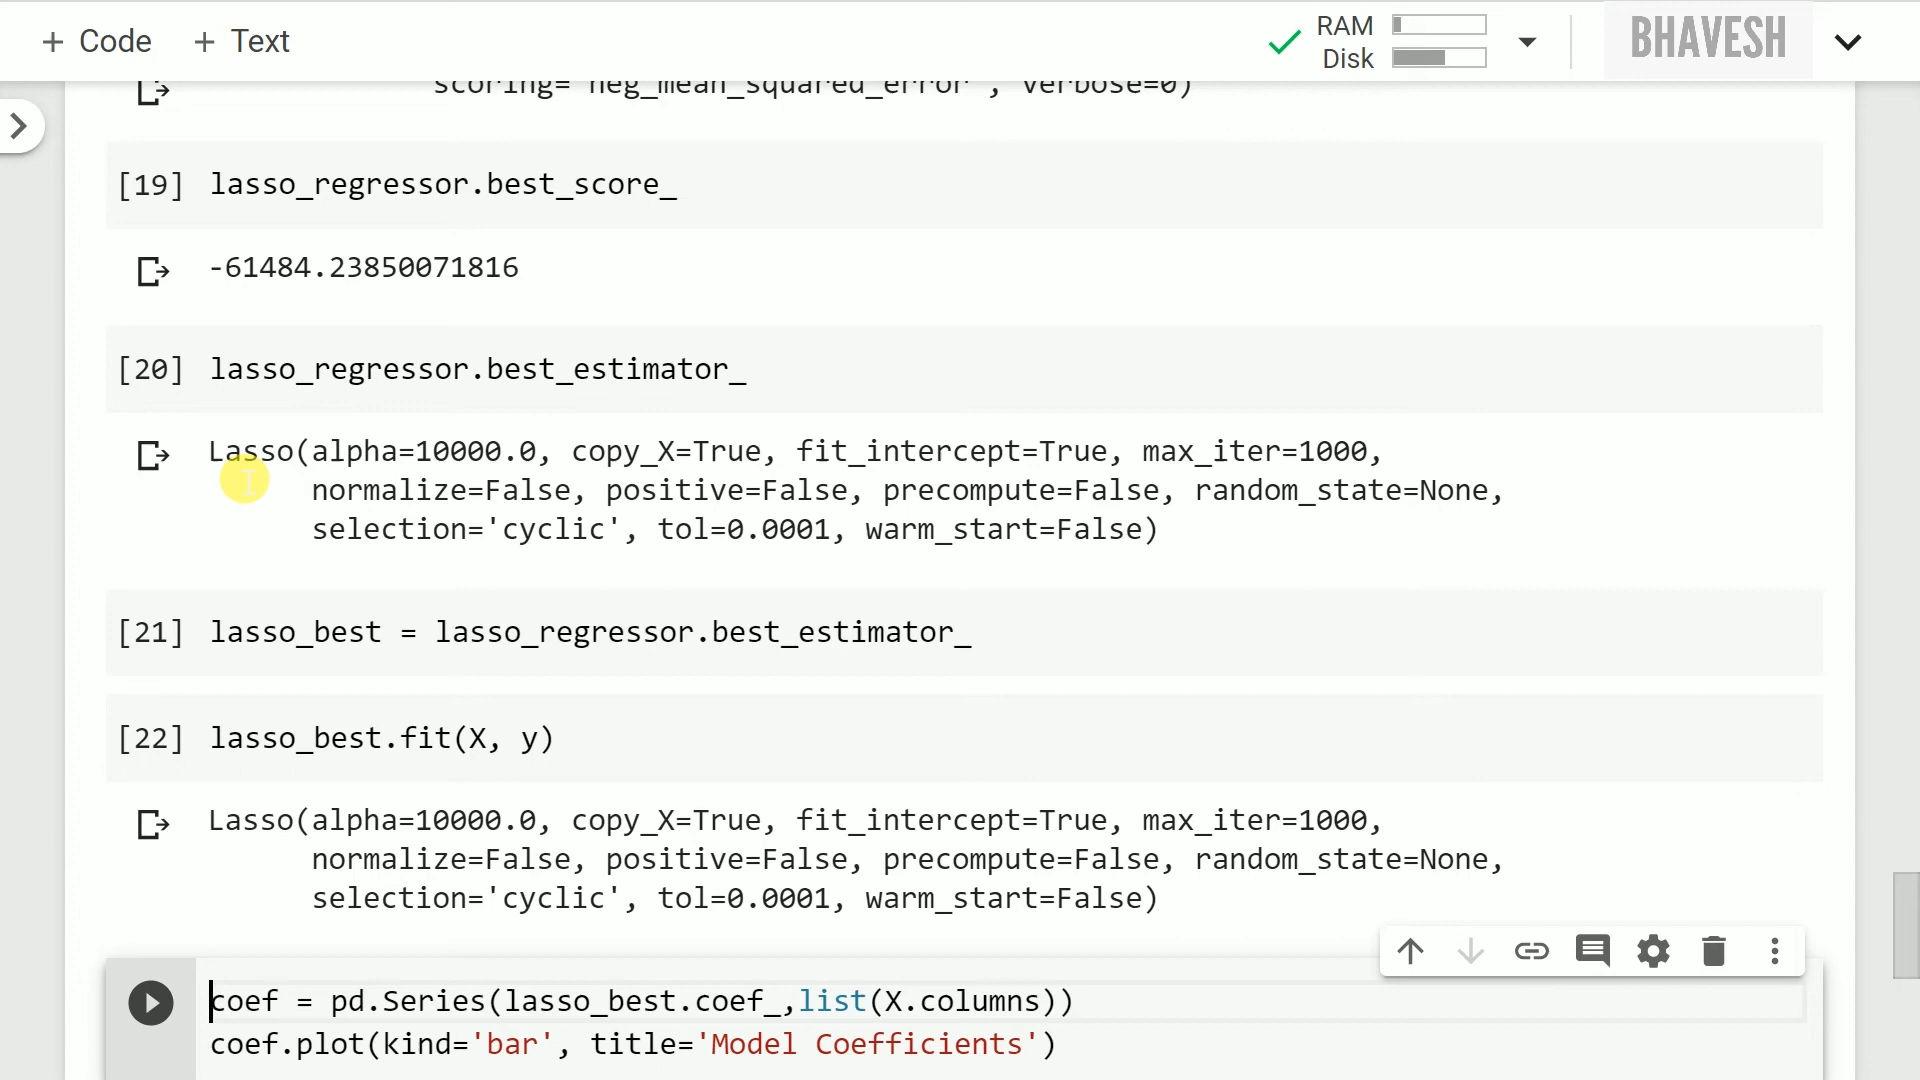 + Code + Text
RAM
Disk
BHAVESH
scoring='neg_mean_squared_error', verbose=0)
[19] lasso_regressor.best_score_
-61484.23850071816
[20] lasso_regressor.best_estimator_
Lasso(alpha=10000.0, copy_X=True, fit_intercept=True, max_iter=1000,
normalize=False, positive=False, precompute=False, random_state=None,
selection='cyclic', tol=0.0001, warm_start=False)
[21] lasso_best = lasso_regressor.best_estimator_
[22] lasso_best.fit(X, y)
Lasso(alpha=10000.0, copy_X=True, fit_intercept=True, max_iter=1000,
normalize=False, positive=False, precompute=False, random_state=None,
selection='cyclic', tol=0.0001, warm_start=False)
coef = pd.Series(lasso_best.coef_,list(X.columns))
coef.plot(kind='bar', title='Model Coefficients')